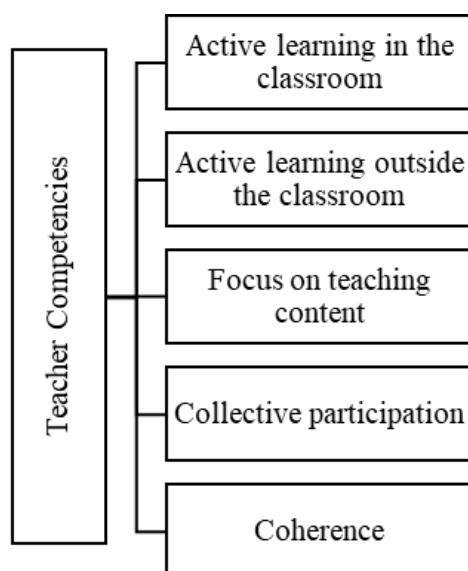 Teacher Competencies
Active learning in the
classroom
Active learning outside
the classroom
Focus on teaching
content
Collective participation
Coherence